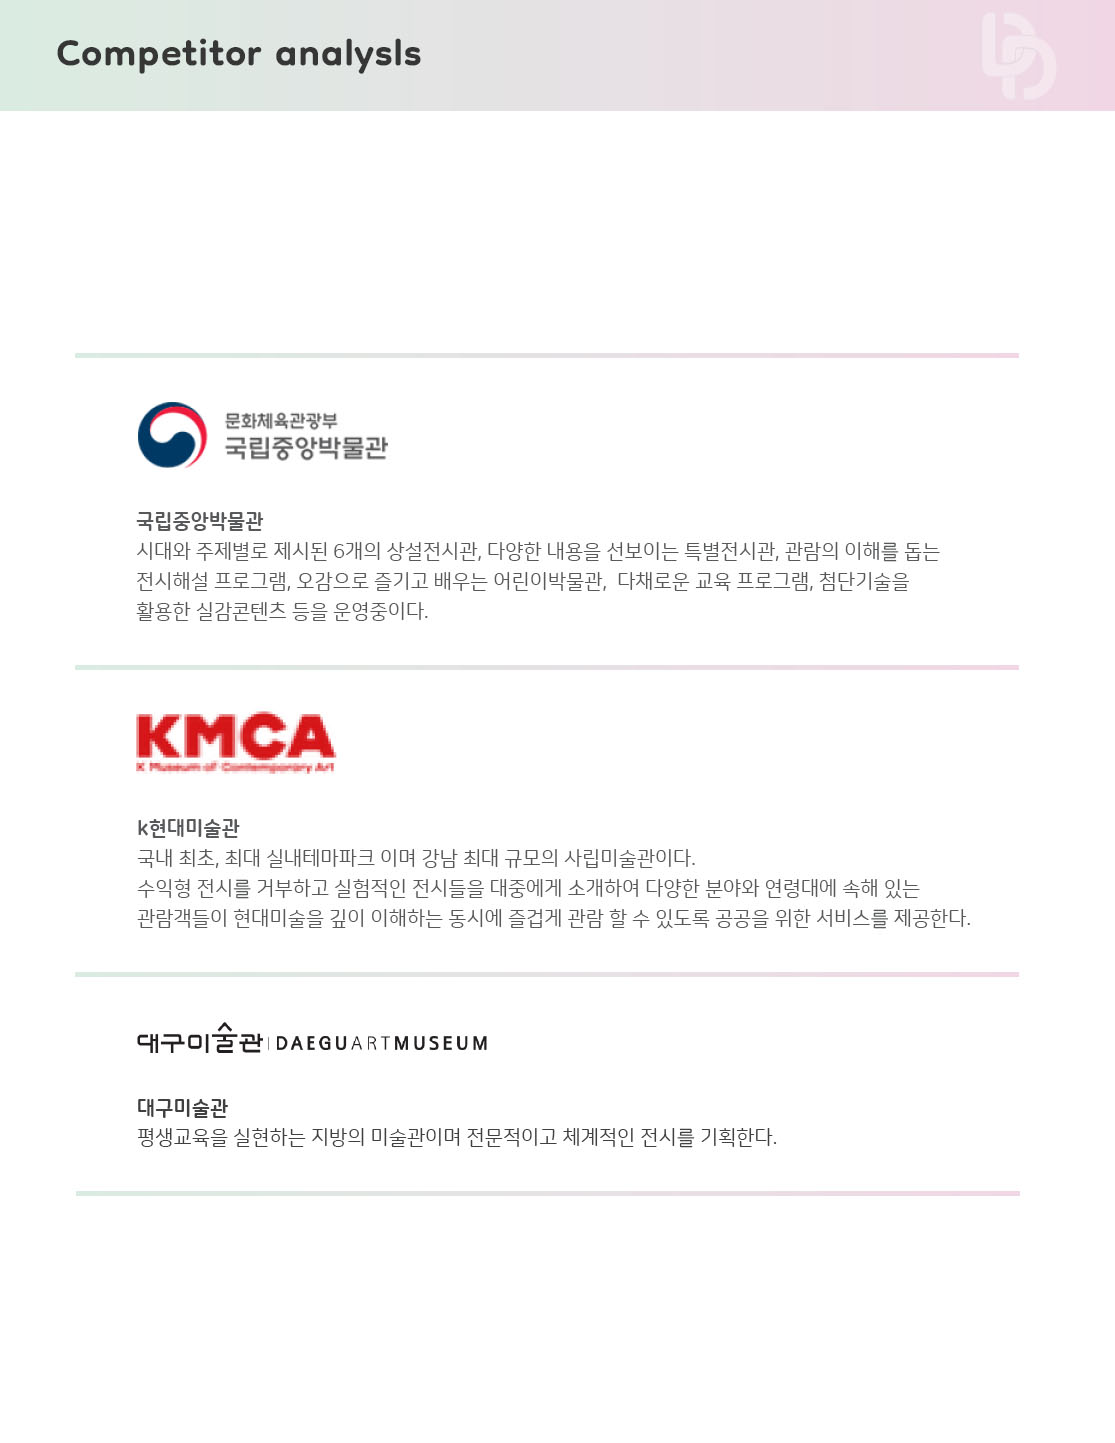 Competitor analysls
문화체육관광부
국립중앙박물관
국립중앙박물관
시대와 주제별로 제시된 6개의 상설전시관, 다양한 내용을 선보이는 특별전시관, 관람의 이해를 돕는
전시해설 프로그램, 오감으로 즐기고 배우는 어린이박물관, 다채로운 교육 프로그램, 첨단기술을
활용한 실감콘텐츠 등을 운영중이다.
KMCA
K Museum of Contemporary Art
k현대미술관
국내 최초, 최대 실내테마파크 이며 강남 최대 규모의 사립미술관이다.
수익형 전시를 거부하고 실험적인 전시들을 대중에게 소개하여 다양한 분야와 연령대에 속해 있는
관람객들이 현대미술을 깊이 이해하는 동시에 즐겁게 관람 할 수 있도록 공공을 위한 서비스를 제공한다.
대구미술관 | DAEGUARTMUSEUM
대구미술관
평생교육을 실현하는 지방의 미술관이며 전문적이고 체계적인 전시를 기획한다.